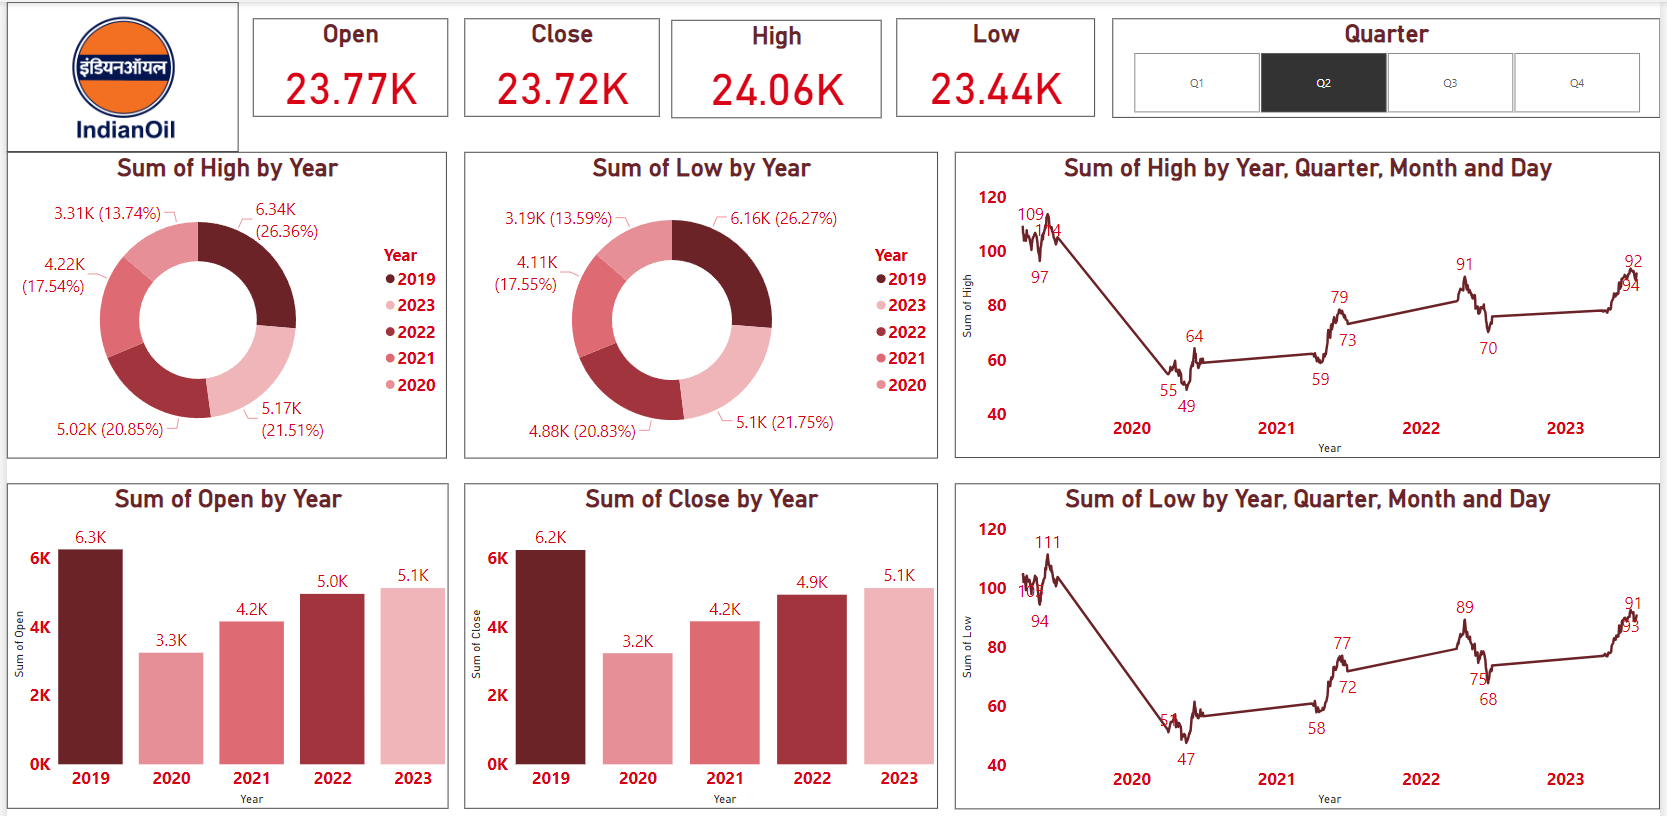 इंडियनऑयल
IndianOil
Open
23.77K
Close
23.72K
High
24.06K
Low
23.44K
Quarter
Q1
Q2
Q3
Q4
Sum of High by Year
3.31K (13.74%)
6.34K
(26.36%)
4.22K
(17.54%)
5.02K (20.85%)
5.17K
(21.51%)
Year
2019
2023
2022
2021
2020
Sum of Low by Year
3.19K (13.59%)
6.16K (26.27%)
4.11K
(17.55%)
4.88K (20.83%)
5.1K (21.75%)
Year
2019
2023
2022
2021
2020
Sum of High by Year, Quarter, Month and Day
Sum of High
120
100
80
60
40
109
114
97
55
49
64
59
79
73
91
70
92
94
2020
2021
2022
2023
Year
Sum of Open by Year
Sum of Open
6K
4K
2K
0K
6.3K
3.3K
4.2K
5.0K
5.1K
2019
2020
2021
2022
2023
Year
Sum of Close by Year
Sum of Close
6K
4K
2K
0K
6.2K
3.2K
4.2K
4.9K
5.1K
2019
2020
2021
2022
2023
Year
Sum of Low by Year, Quarter, Month and Day
Sum of Low
120
100
80
60
40
111
94
47
58
77
72
89
75
68
91
93
2020
2021
2022
2023
Year